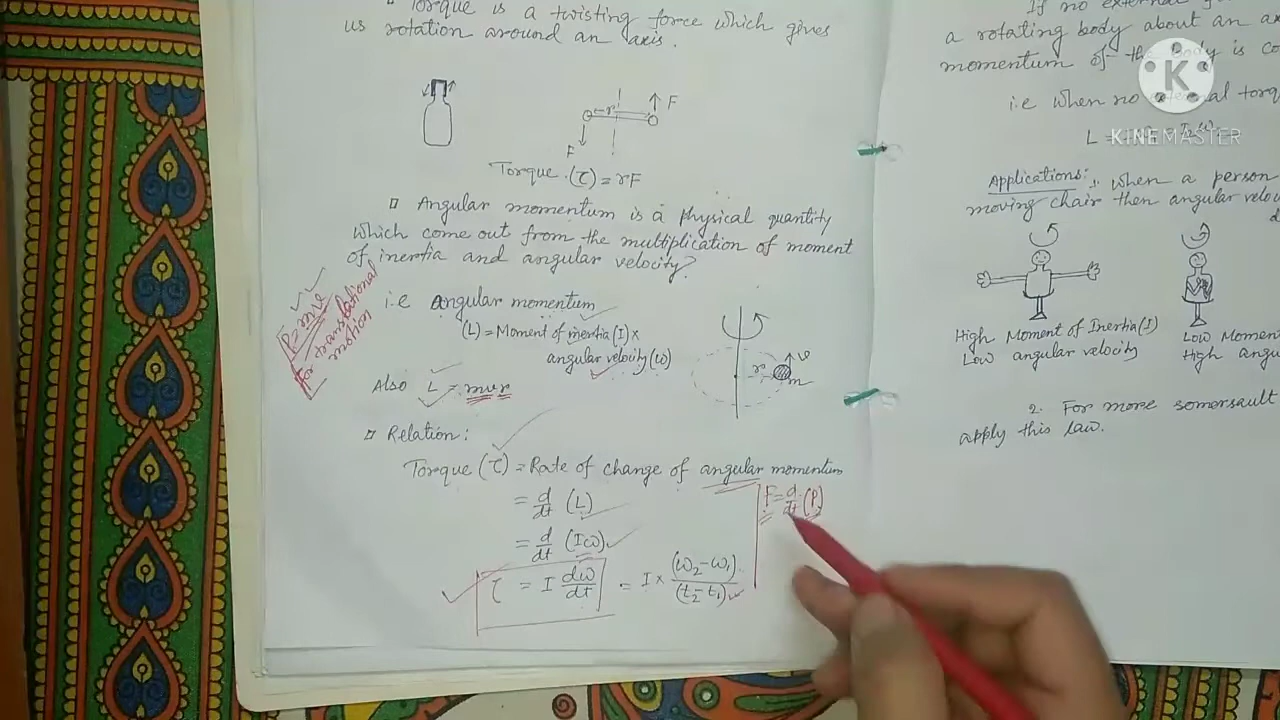 ▯ Torque is a twisting force which gives
us rotation around an axis.
r
F
F
Torque (τ) = rF
▯ Angular momentum is a physical quantity
which come out from the multiplication of moment
of inertia and angular velocity?
i.e angular momentum
(L) = Moment of inertia (I) ×
angular velocity (ω)
Also L = mvr
P = mv
For translational
motion
r
v
m
▯ Relation:
Torque (τ) = Rate of change of angular momentum
= d/dt (L)
= d/dt (Iω)
τ = I dω/dt = I × (ω₂-ω₁)/(t₂-t₁)
F = d/dt (P)
If no external
a rotating body about an
momentum of the body is
i.e when no external
L =
K
KINEMASTER
Applications: 1. When a person
moving chair then angular
High Moment of Inertia (I)
Low angular velocity
Low
High
2. For more somersault
apply this law.